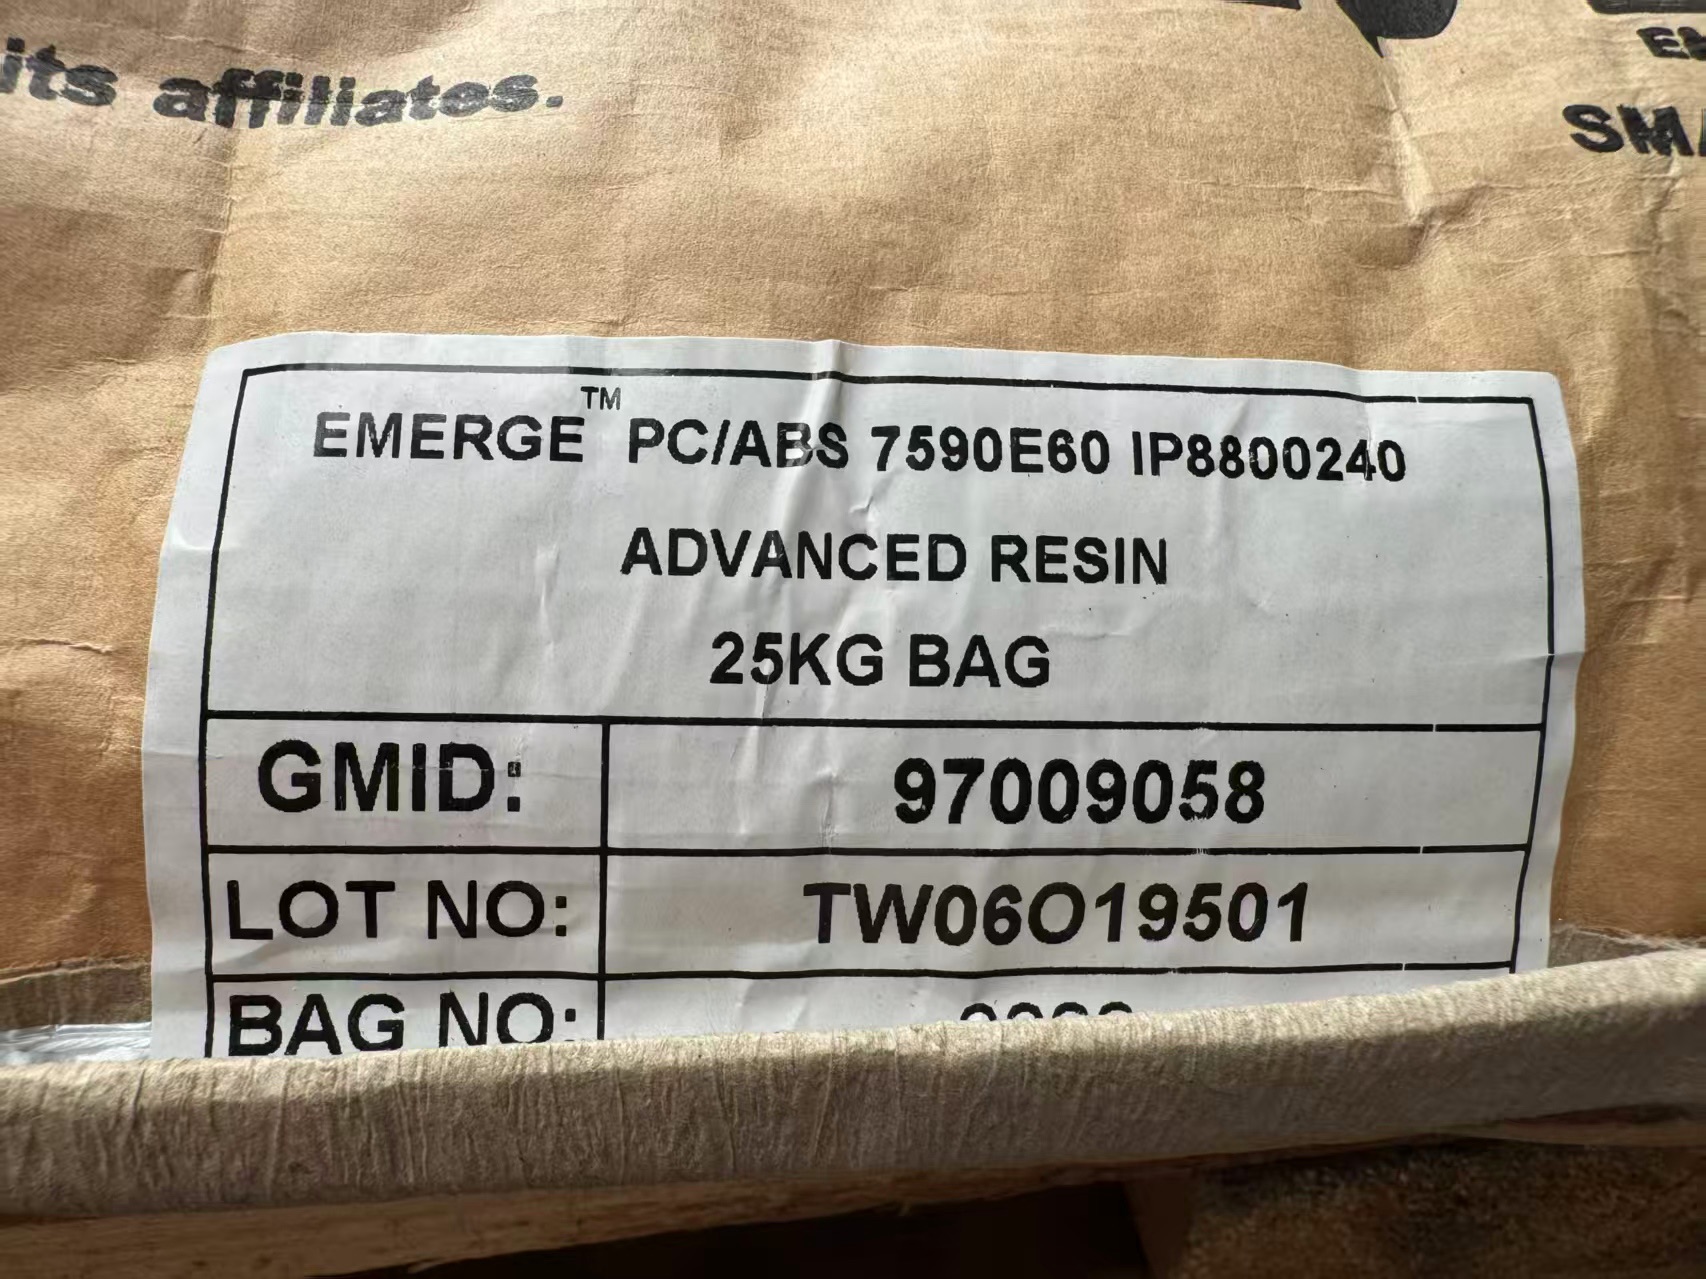 its affiliates.
SM
EMERGE™ PC/ABS 7590E60 IP8800240
ADVANCED RESIN
25KG BAG
GMID: 97009058
LOT NO: TW06O19501
BAG NO: